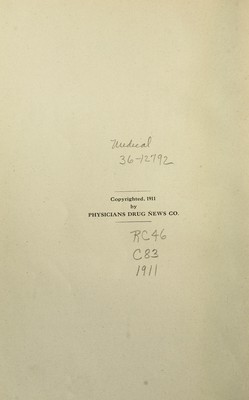 Medical
36-12792
Copyrighted, 1911
by
PHYSICIANS DRUG NEWS CO.
RC46
C83
1911